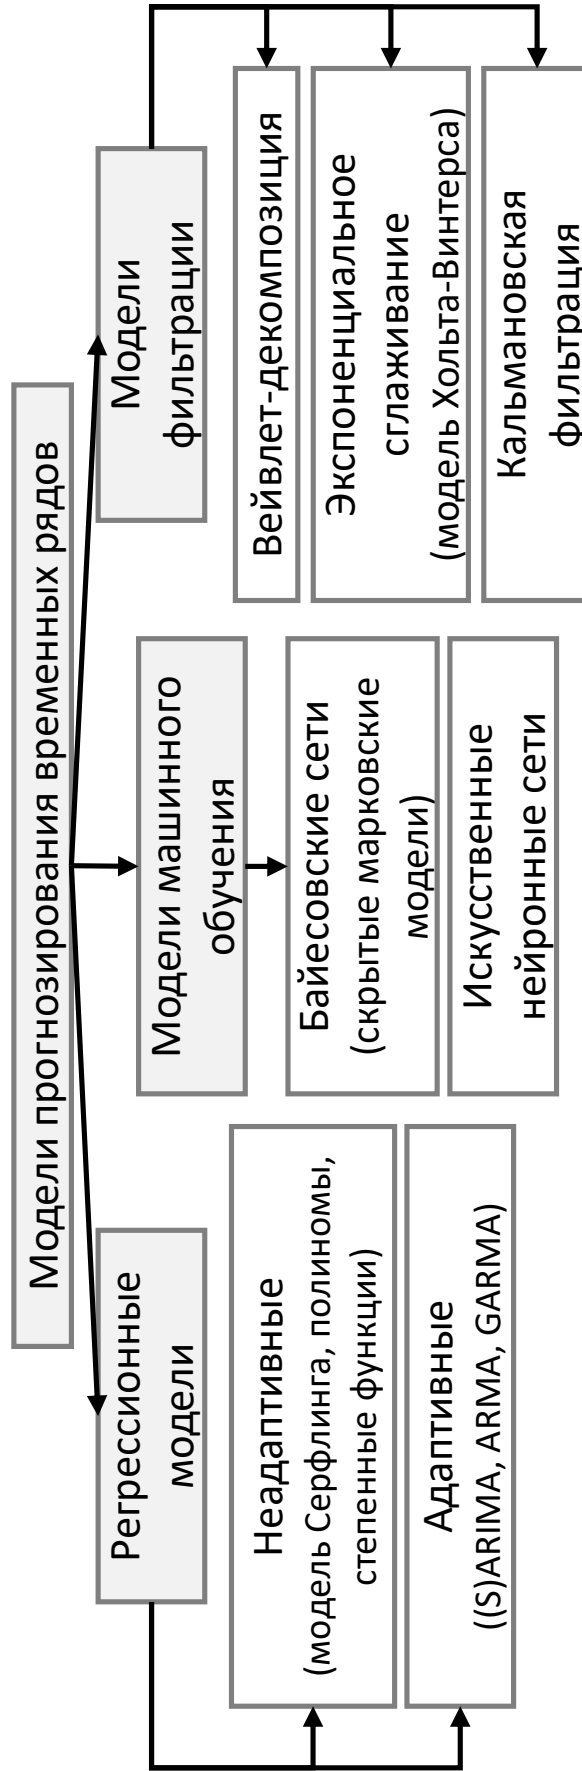 Модели прогнозирования временных рядов
Регрессионные
модели
Неадаптивные
(модель Серфлинга, полиномы,
степенные функции)
Адаптивные
((S)ARIMA, ARMA, GARMA)
Модели машинного
обучения
Байесовские сети
(скрытые марковские
модели)
Искусственные
нейронные сети
Модели
фильтрации
Вейвлет-декомпозиция
Экспоненциальное
сглаживание
(модель Хольта-Винтерса)
Кальмановская
фильтрация